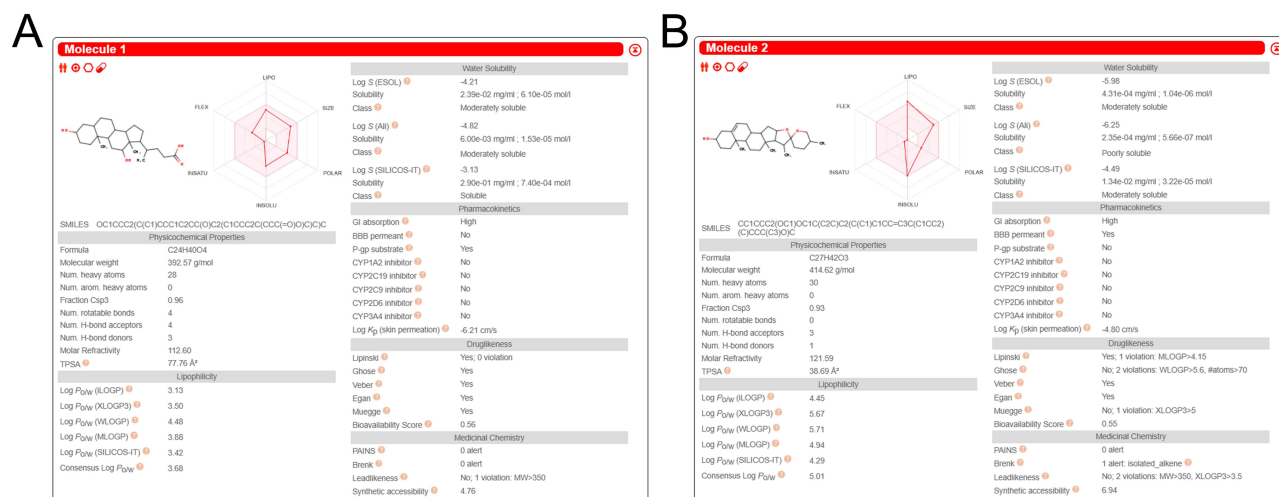 A
Molecule 1
LIPO
FLEX
SIZE
INSATU
POLAR
INSOLU
SMILES OC1CCC2(C(C1)CCC1C2CC(O)C2(C1CCC2C(CCC(=O)O)C)C)C
Physicochemical Properties
Formula C24H40O4
Molecular weight 392.57 g/mol
Num. heavy atoms 28
Num. arom. heavy atoms 0
Fraction Csp3 0.96
Num. rotatable bonds 4
Num. H-bond acceptors 4
Num. H-bond donors 3
Molar Refractivity 112.60
TPSA 77.76 Å²
Lipophilicity
Log Po/w (iLOGP) 3.13
Log Po/w (XLOGP3) 3.50
Log Po/w (WLOGP) 4.48
Log Po/w (MLOGP) 3.88
Log Po/w (SILICOS-IT) 3.42
Consensus Log Po/w 3.68
Water Solubility
Log S (ESOL) -4.21
Solubility 2.39e-02 mg/ml ; 6.10e-05 mol/l
Class Moderately soluble
Log S (Ali) -4.82
Solubility 6.00e-03 mg/ml ; 1.53e-05 mol/l
Class Moderately soluble
Log S (SILICOS-IT) -3.13
Solubility 2.90e-01 mg/ml ; 7.40e-04 mol/l
Class Soluble
Pharmacokinetics
GI absorption High
BBB permeant No
P-gp substrate Yes
CYP1A2 inhibitor No
CYP2C19 inhibitor No
CYP2C9 inhibitor No
CYP2D6 inhibitor No
CYP3A4 inhibitor No
Log Kp (skin permeation) -6.21 cm/s
Druglikeness
Lipinski Yes; 0 violation
Ghose Yes
Veber Yes
Egan Yes
Muegge Yes
Bioavailability Score 0.56
Medicinal Chemistry
PAINS 0 alert
Brenk 0 alert
Leadlikeness No; 1 violation: MW>350
Synthetic accessibility 4.76
B
Molecule 2
LIPO
FLEX
SIZE
INSATU
POLAR
INSOLU
SMILES CC1CCC2(OC1)OC1C(C2C)C2(C(C1)C1CC=C3C(C1CC2)
(C)CCC(C3)O)C
Physicochemical Properties
Formula C27H42O3
Molecular weight 414.62 g/mol
Num. heavy atoms 30
Num. arom. heavy atoms 0
Fraction Csp3 0.93
Num. rotatable bonds 0
Num. H-bond acceptors 3
Num. H-bond donors 1
Molar Refractivity 121.59
TPSA 38.69 Å²
Lipophilicity
Log Po/w (iLOGP) 4.45
Log Po/w (XLOGP3) 5.67
Log Po/w (WLOGP) 5.71
Log Po/w (MLOGP) 4.94
Log Po/w (SILICOS-IT) 4.29
Consensus Log Po/w 5.01
Water Solubility
Log S (ESOL) -5.98
Solubility 4.31e-04 mg/ml ; 1.04e-06 mol/l
Class Moderately soluble
Log S (Ali) -6.25
Solubility 2.35e-04 mg/ml ; 5.66e-07 mol/l
Class Poorly soluble
Log S (SILICOS-IT) -4.49
Solubility 1.34e-02 mg/ml ; 3.22e-05 mol/l
Class Moderately soluble
Pharmacokinetics
GI absorption High
BBB permeant Yes
P-gp substrate No
CYP1A2 inhibitor No
CYP2C19 inhibitor No
CYP2C9 inhibitor No
CYP2D6 inhibitor No
CYP3A4 inhibitor No
Log Kp (skin permeation) -4.80 cm/s
Druglikeness
Lipinski Yes; 1 violation: MLOGP>4.15
Ghose No; 2 violations: WLOGP>5.6, #atoms>70
Veber Yes
Egan Yes
Muegge No; 1 violation: XLOGP3>5
Bioavailability Score 0.55
Medicinal Chemistry
PAINS 0 alert
Brenk 1 alert: isolated_alkene
Leadlikeness No; 2 violations: MW>350, XLOGP3>3.5
Synthetic accessibility 6.94